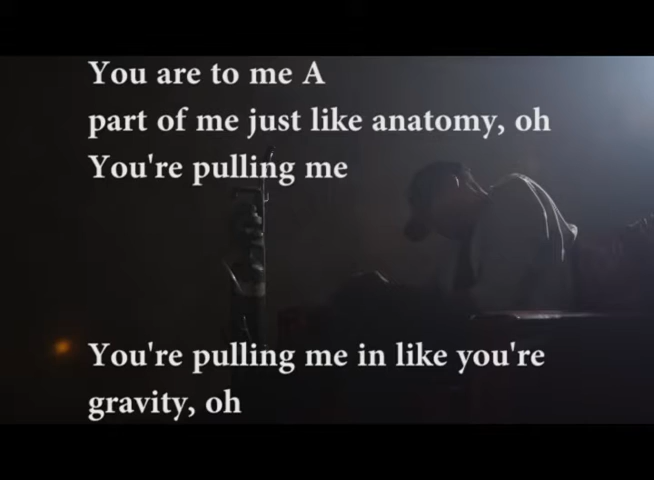 You are to me A
part of me just like anatomy, oh
You're pulling me
You're pulling me in like you're
gravity, oh